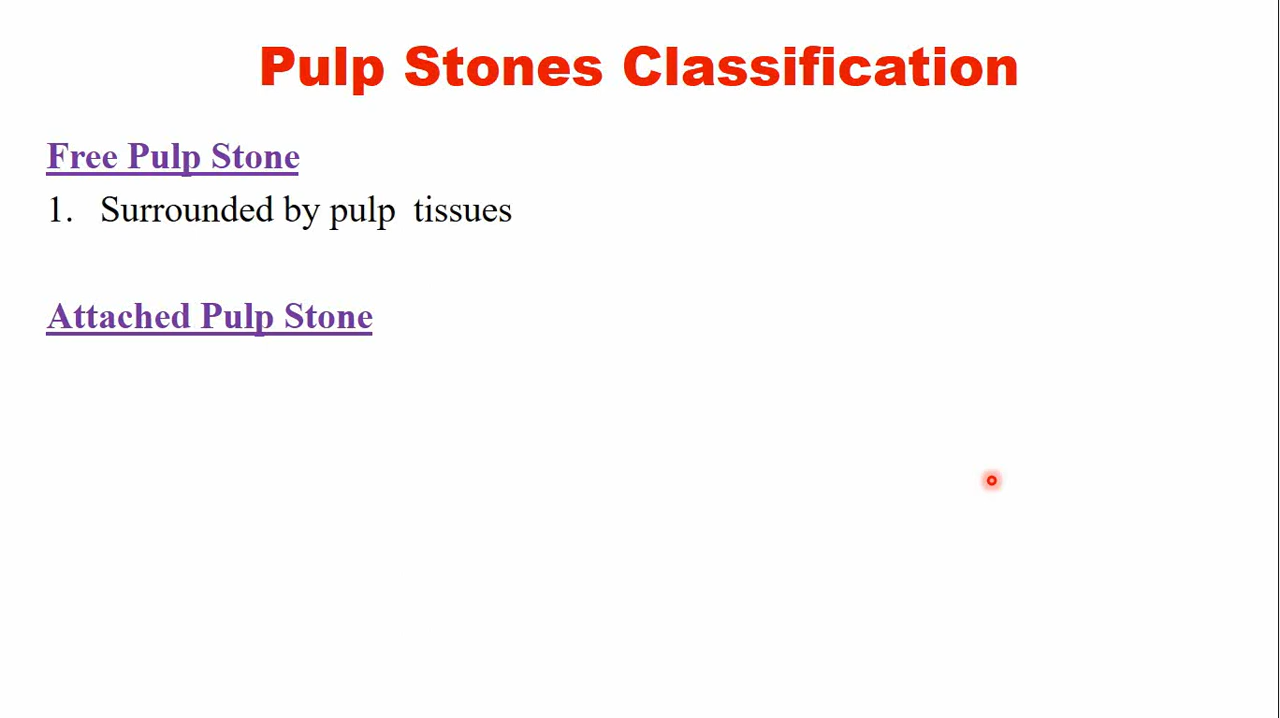 Pulp Stones Classification
Free Pulp Stone
1. Surrounded by pulp tissues
Attached Pulp Stone